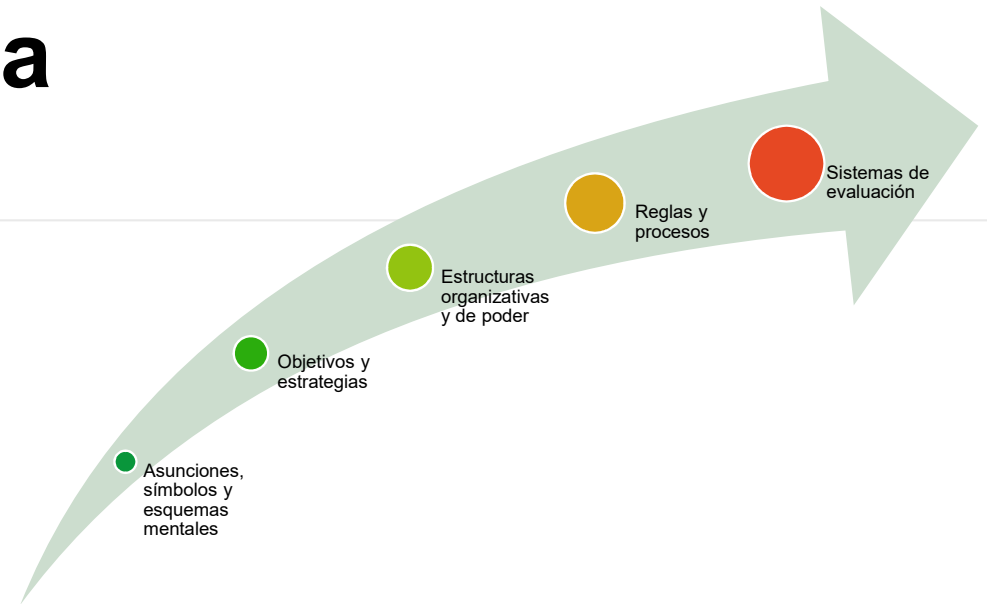 a
Sistemas de
evaluación
Reglas y
procesos
Estructuras
organizativas
y de poder
Objetivos y
estrategias
Asunciones,
símbolos y
esquemas
mentales